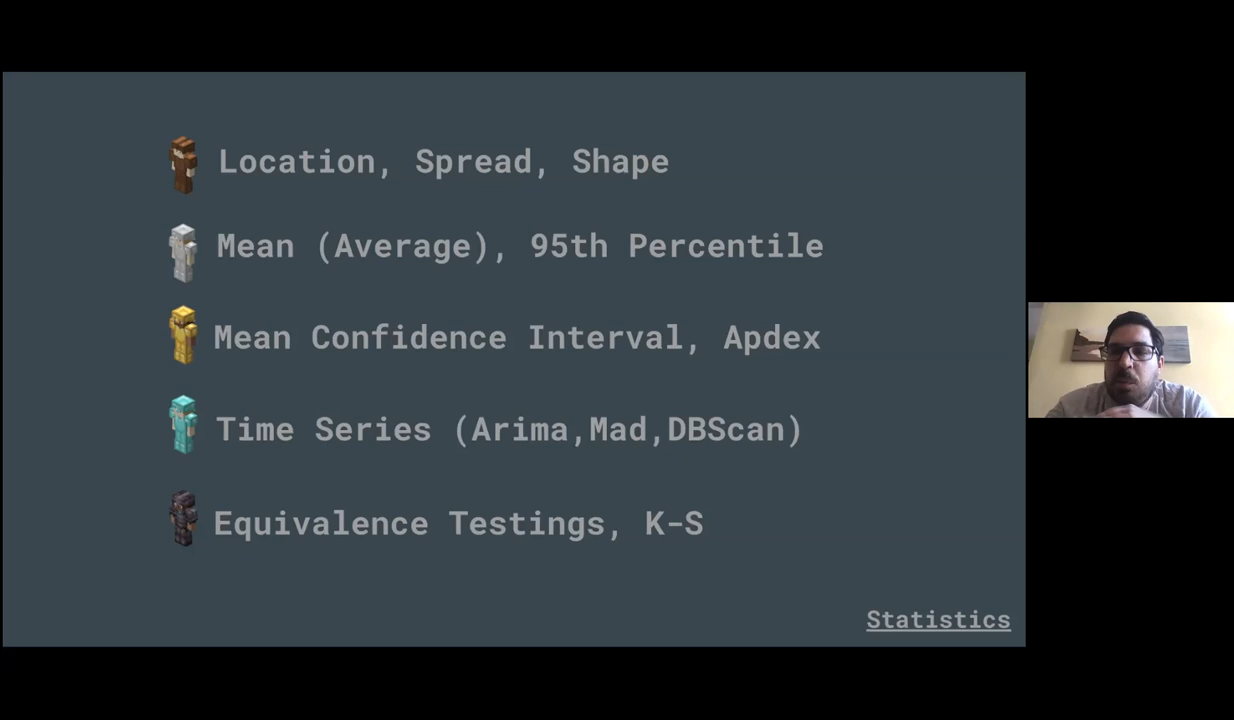 Location, Spread, Shape
Mean (Average), 95th Percentile
Mean Confidence Interval, Apdex
Time Series (Arima,Mad,DBScan)
Equivalence Testings, K-S
Statistics